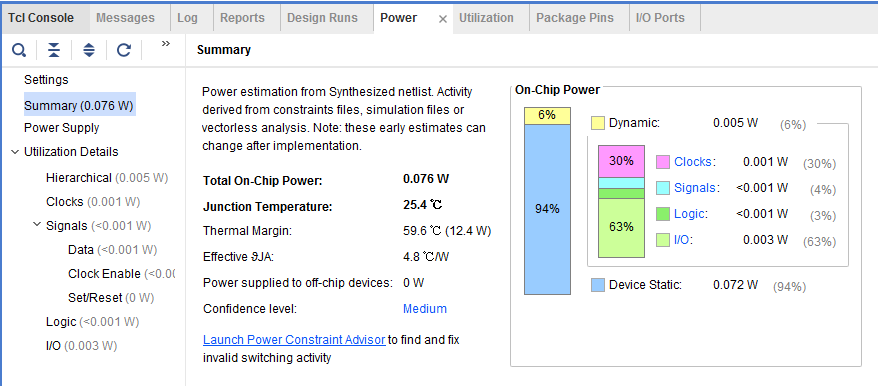 Tcl Console Messages Log Reports Design Runs Power × Utilization Package Pins I/O Ports
»
Summary
Settings
Summary (0.076 W)
Power Supply
Utilization Details
Hierarchical (0.005 W)
Clocks (0.001 W)
Signals (<0.001 W)
Data (<0.001 W)
Clock Enable (<0.0
Set/Reset (0 W)
Logic (<0.001 W)
I/O (0.003 W)
Power estimation from Synthesized netlist. Activity
derived from constraints files, simulation files or
vectorless analysis. Note: these early estimates can
change after implementation.
Total On-Chip Power: 0.076 W
Junction Temperature: 25.4 ℃
Thermal Margin: 59.6 ℃ (12.4 W)
Effective ϑJA: 4.8 ℃/W
Power supplied to off-chip devices: 0 W
Confidence level: Medium
Launch Power Constraint Advisor to find and fix
invalid switching activity
On-Chip Power
6%
94%
Dynamic: 0.005 W (6%)
30%
63%
Clocks: 0.001 W (30%)
Signals: <0.001 W (4%)
Logic: <0.001 W (3%)
I/O: 0.003 W (63%)
Device Static: 0.072 W (94%)